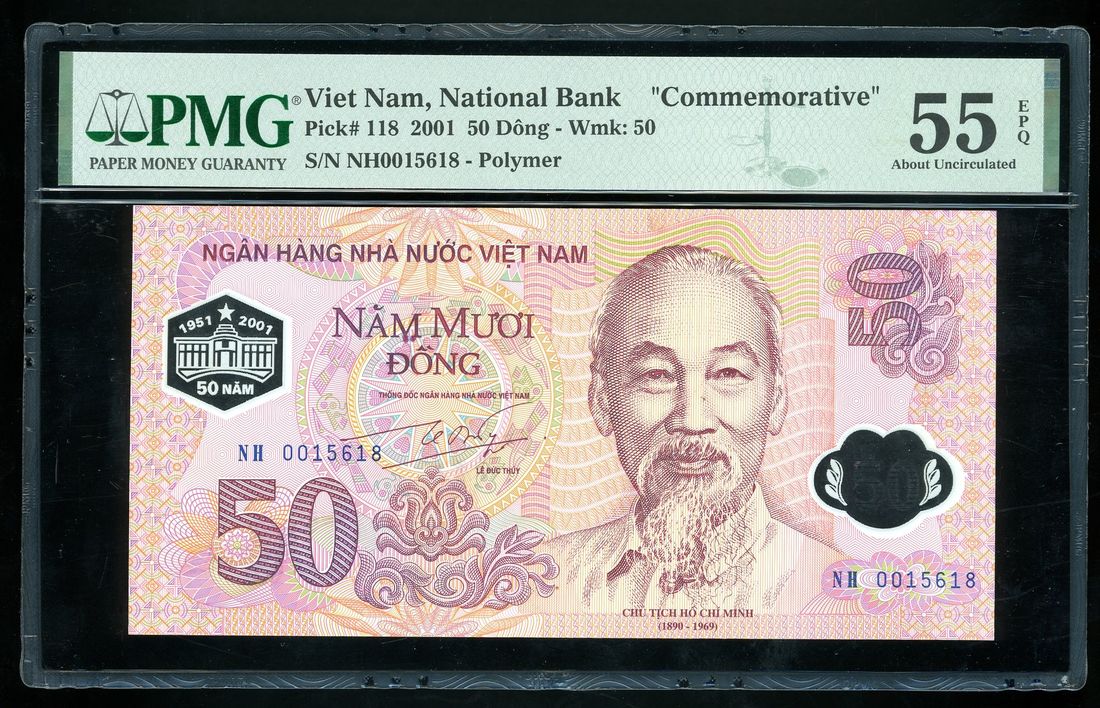 PMG®
PAPER MONEY GUARANTY
Viet Nam, National Bank "Commemorative"
Pick# 118 2001 50 Dông - Wmk: 50
S/N NH0015618 - Polymer
55
EPQ
About Uncirculated
NGÂN HÀNG NHÀ NƯỚC VIỆT NAM
50
1951 2001
50 NĂM
NĂM MƯƠI
ĐỒNG
THỐNG ĐỐC NGÂN HÀNG NHÀ NƯỚC VIỆT NAM
NH 0015618
LÊ ĐỨC THÚY
50
50
NH 0015618
CHỦ TỊCH HỒ CHÍ MINH
(1890 - 1969)